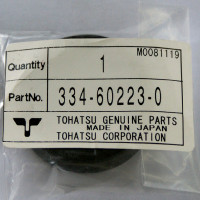 M0081119
Quantity 1
PartNo. 334-60223-0
TOHATSU GENUINE PARTS
MADE IN JAPAN
TOHATSU CORPORATION